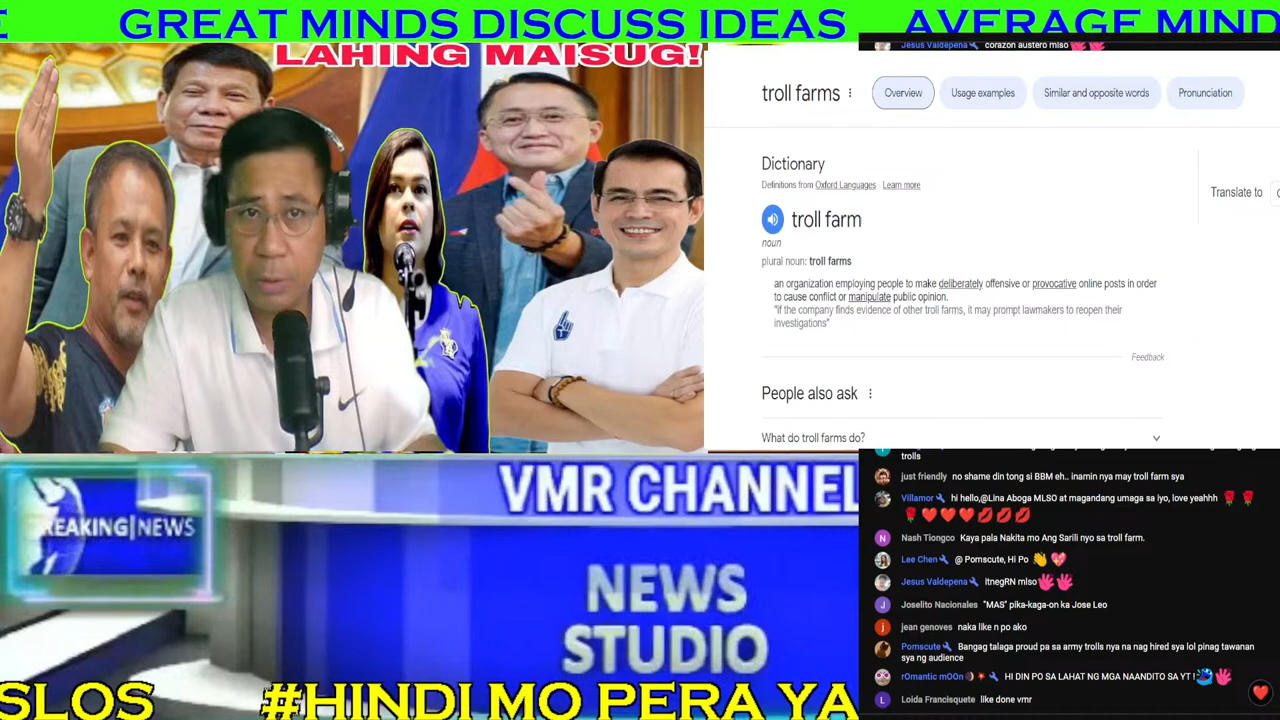 GREAT MINDS DISCUSS IDEAS
AVERAGE MIND
LAHING MAISUG!
Jesus Valdepena corazon austero mlso
troll farms
Overview
Usage examples
Similar and opposite words
Pronunciation
Dictionary
Definitions from Oxford Languages Learn more
Translate to
troll farm
noun
plural noun: troll farms
an organization employing people to make deliberately offensive or provocative online posts in order
to cause conflict or manipulate public opinion.
"if the company finds evidence of other troll farms, it may prompt lawmakers to reopen their
investigations"
Feedback
People also ask
What do troll farms do?
trolls
just friendly no shame din tong si BBM eh.. inamin nya may troll farm sya
Villamor hi hello,@Lina Aboga MLSO at magandang umaga sa iyo, love yeahhh
Nash Tiongco Kaya pala Nakita mo Ang Sarili nyo sa troll farm.
Lee Chen @ Pomscute, Hi Po
Jesus Valdepena itnegRN mlso
Joselito Nacionales "MAS" pika-kaga-on ka Jose Leo
jean genoves naka like n po ako
Pomscute Bangag talaga proud pa sa army trolls nya na nag hired sya lol pinag tawanan
sya ng audience
rOmantic mOOn HI DIN PO SA LAHAT NG MGA NAANDITO SA YT !
Loida Francisquete like done vmr
VMR CHANNEL
REAKING|NEWS
NEWS
STUDIO
SLOS #HINDI MO PERA YA